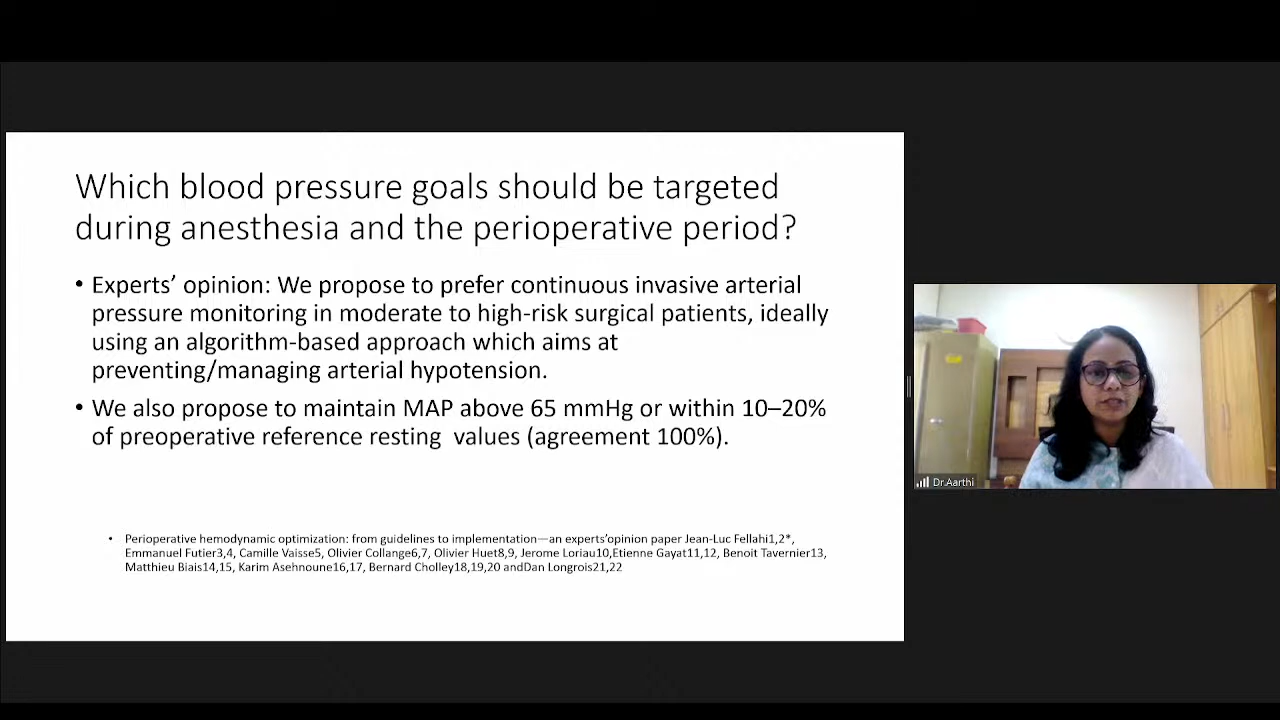 Which blood pressure goals should be targeted
during anesthesia and the perioperative period?
• Experts’ opinion: We propose to prefer continuous invasive arterial
pressure monitoring in moderate to high-risk surgical patients, ideally
using an algorithm-based approach which aims at
preventing/managing arterial hypotension.
• We also propose to maintain MAP above 65 mmHg or within 10–20%
of preoperative reference resting  values (agreement 100%).
• Perioperative hemodynamic optimization: from guidelines to implementation—an experts’opinion paper Jean-Luc Fellahi1,2*,
Emmanuel Futier3,4, Camille Vaisse5, Olivier Collange6,7, Olivier Huet8,9, Jerome Loriau10,Etienne Gayat11,12, Benoit Tavernier13,
Matthieu Biais14,15, Karim Asehnoune16,17, Bernard Cholley18,19,20 andDan Longrois21,22
Dr.Aarthi